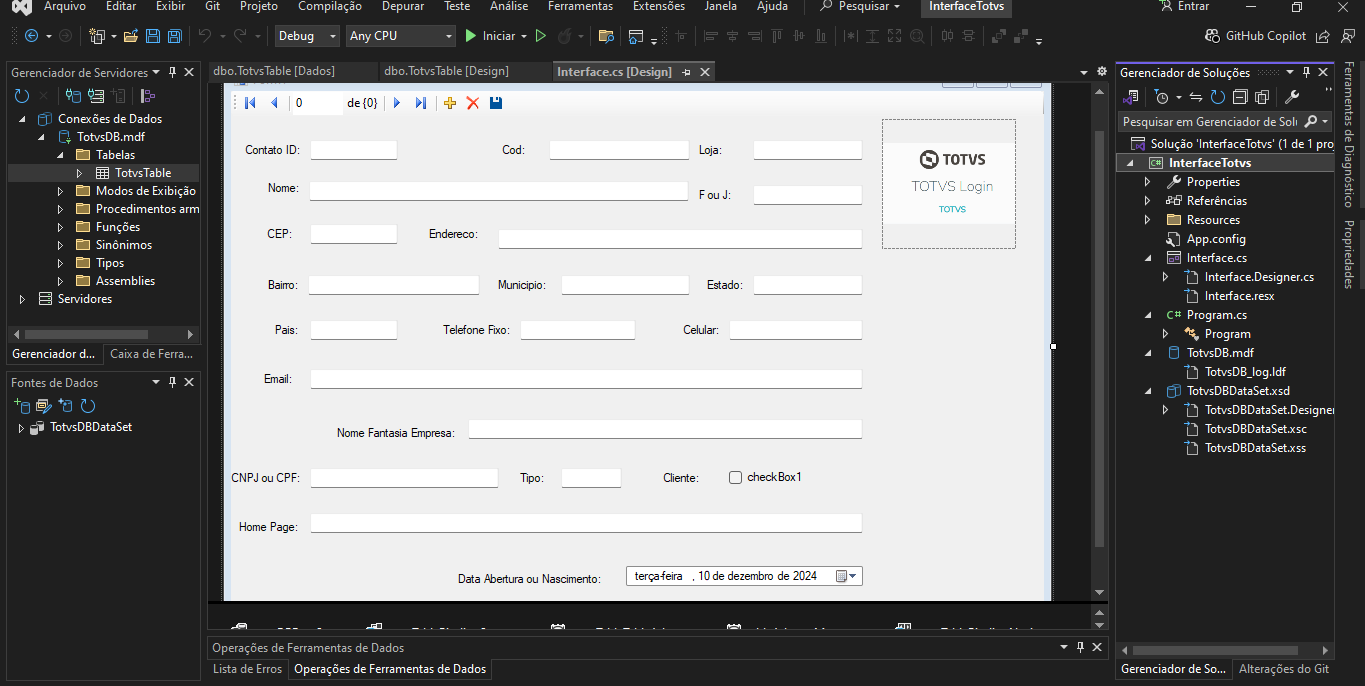 Arquivo Editar Exibir Git Projeto Compilação Depurar Teste Análise Ferramentas Extensões Janela Ajuda Pesquisar InterfaceTotvs Entrar
Debug Any CPU Iniciar GitHub Copilot
Gerenciador de Servidores
Conexões de Dados
TotvsDB.mdf
Tabelas
TotvsTable
Modos de Exibição
Procedimentos arm
Funções
Sinônimos
Tipos
Assemblies
Servidores
Gerenciador d... Caixa de Ferra...
Fontes de Dados
TotvsDBDataSet
dbo.TotvsTable [Dados] dbo.TotvsTable [Design] Interface.cs [Design]
0 de {0}
Contato ID: Cod: Loja:
Nome: F ou J:
CEP: Endereco:
Bairro: Municipio: Estado:
Pais: Telefone Fixo: Celular:
Email:
Nome Fantasia Empresa:
CNPJ ou CPF: Tipo: Cliente: checkBox1
Home Page:
Data Abertura ou Nascimento: terça-feira , 10 de dezembro de 2024
TOTVS
TOTVS Login
TOTVS
Operações de Ferramentas de Dados
Lista de Erros Operações de Ferramentas de Dados
Gerenciador de Soluções
Pesquisar em Gerenciador de Solu
Solução 'InterfaceTotvs' (1 de 1 proj
InterfaceTotvs
Properties
Referências
Resources
App.config
Interface.cs
Interface.Designer.cs
Interface.resx
Program.cs
Program
TotvsDB.mdf
TotvsDB_log.ldf
TotvsDBDataSet.xsd
TotvsDBDataSet.Designer
TotvsDBDataSet.xsc
TotvsDBDataSet.xss
Gerenciador de So... Alterações do Git
Ferramentas de Diagnóstico
Propriedades